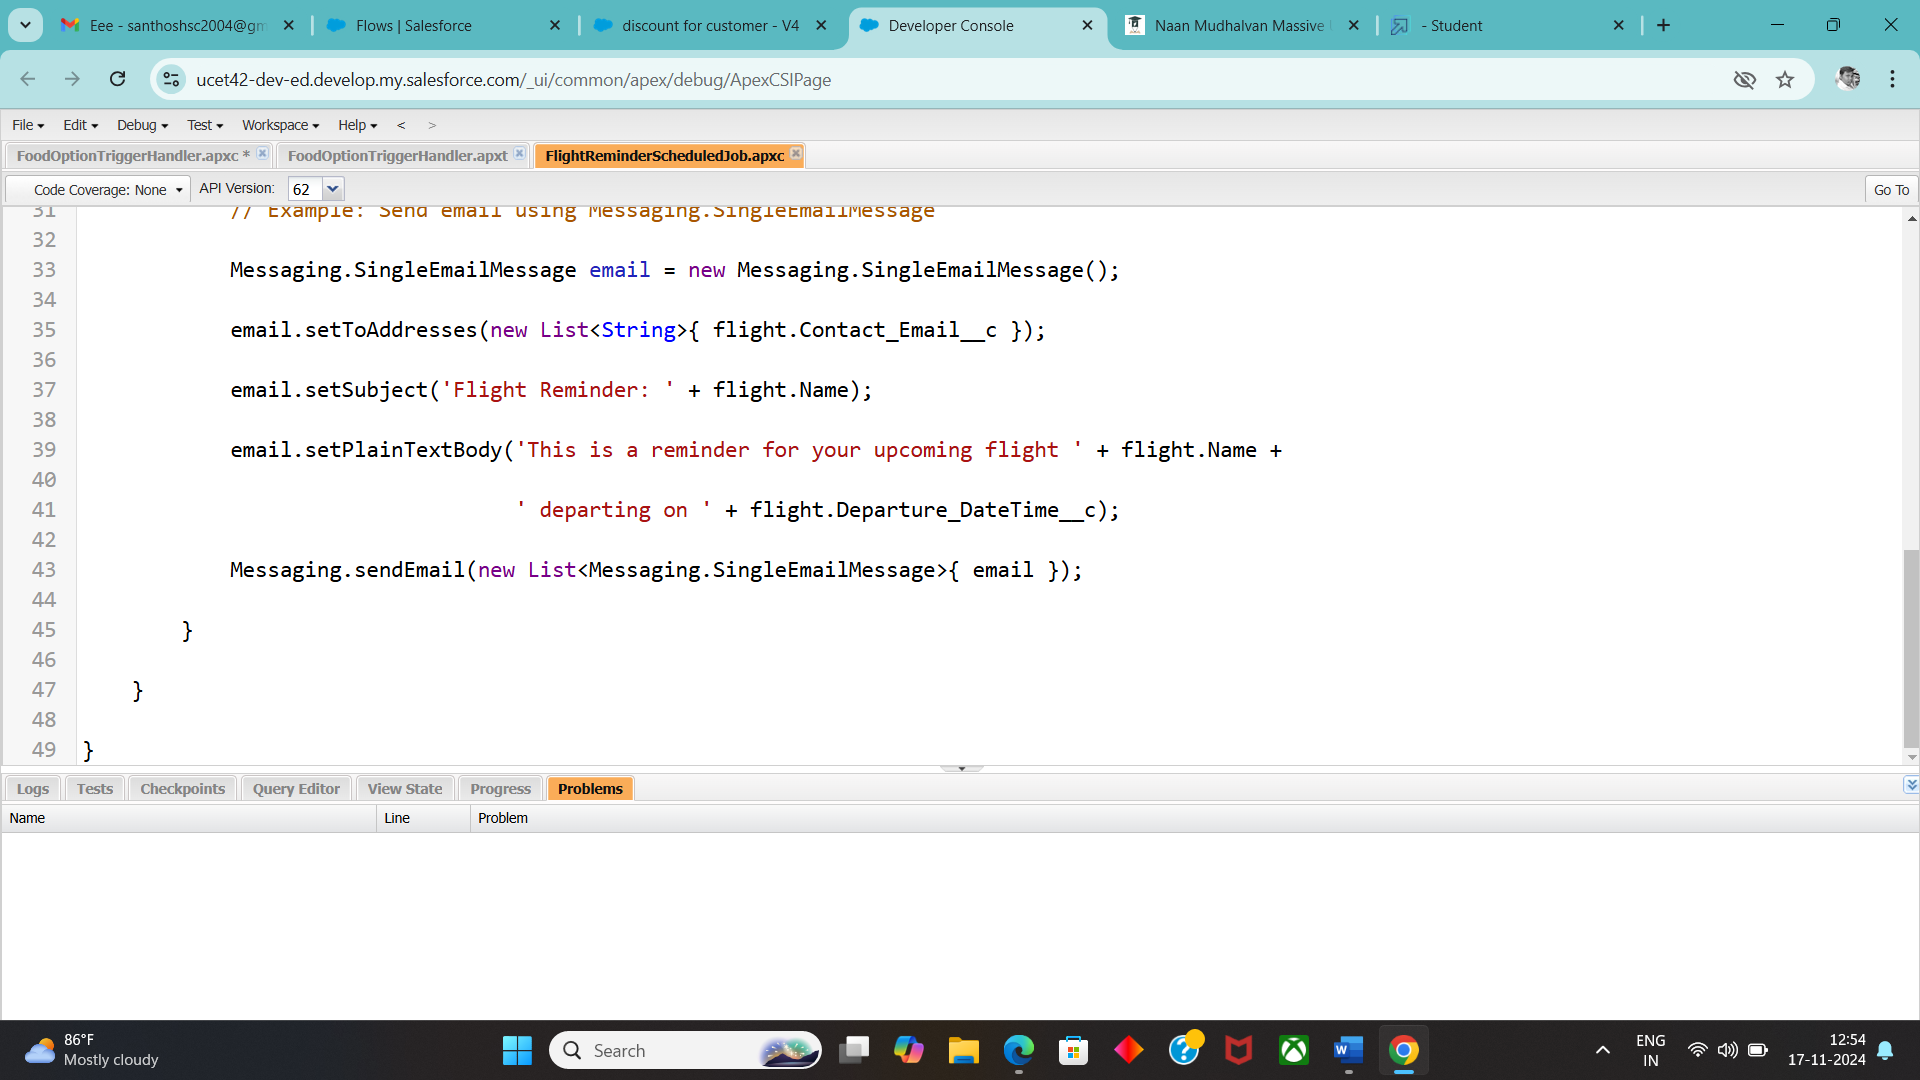 Eee - santhoshsc2004@gm
Flows | Salesforce
discount for customer - V4
Developer Console
Naan Mudhalvan Massive
- Student
ucet42-dev-ed.develop.my.salesforce.com/_ui/common/apex/debug/ApexCSIPage
File Edit Debug Test Workspace Help < >
FoodOptionTriggerHandler.apxc * FoodOptionTriggerHandler.apxt FlightReminderScheduledJob.apxc
Code Coverage: None API Version: 62 Go To
31 // Example: Send email using Messaging.SingleEmailMessage
32
33 Messaging.SingleEmailMessage email = new Messaging.SingleEmailMessage();
34
35 email.setToAddresses(new List<String>{ flight.Contact_Email__c });
36
37 email.setSubject('Flight Reminder: ' + flight.Name);
38
39 email.setPlainTextBody('This is a reminder for your upcoming flight ' + flight.Name +
40
41 ' departing on ' + flight.Departure_DateTime__c);
42
43 Messaging.sendEmail(new List<Messaging.SingleEmailMessage>{ email });
44
45 }
46
47 }
48
49 }
Logs Tests Checkpoints Query Editor View State Progress Problems
Name Line Problem
86°F
Mostly cloudy
Search
ENG
IN
12:54
17-11-2024